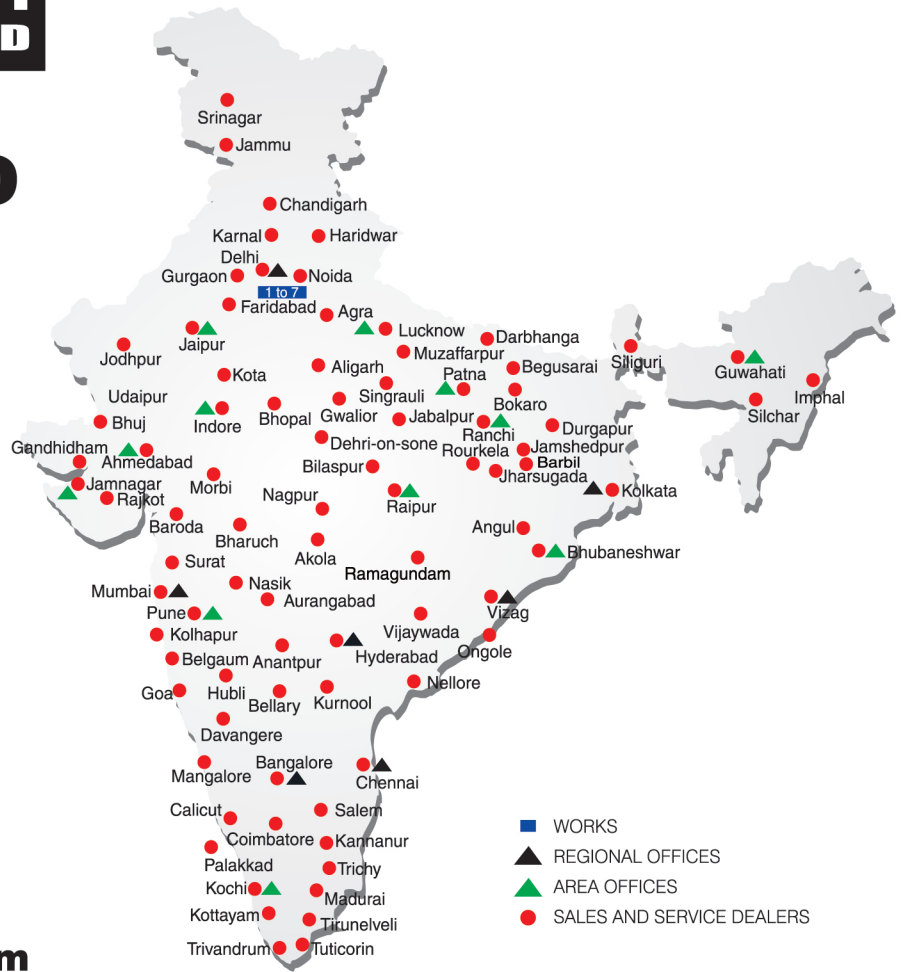 D
Srinagar
Jammu
Chandigarh
Karnal
Haridwar
Delhi
Gurgaon
Noida
1 to 7
Faridabad
Agra
Lucknow
Jaipur
Darbhanga
Jodhpur
Muzaffarpur
Siliguri
Aligarh
Begusarai
Guwahati
Kota
Patna
Imphal
Udaipur
Singrauli
Bokaro
Silchar
Bhopal
Gwalior
Jabalpur
Bhuj
Indore
Ranchi
Durgapur
Gandhidham
Dehri-on-sone
Rourkela
Jamshedpur
Ahmedabad
Bilaspur
Barbil
Jharsugada
Jamnagar
Morbi
Kolkata
Rajkot
Nagpur
Raipur
Baroda
Bharuch
Angul
Akola
Bhubaneshwar
Surat
Ramagundam
Nasik
Mumbai
Aurangabad
Pune
Vizag
Kolhapur
Vijaywada
Ongole
Belgaum
Anantpur
Hyderabad
Goa
Hubli
Bellary
Kurnool
Nellore
Davangere
Mangalore
Bangalore
Chennai
Calicut
Salem
Coimbatore
Kannanur
Palakkad
Trichy
Kochi
Madurai
Kottayam
Tirunelveli
Trivandrum
Tuticorin
WORKS
REGIONAL OFFICES
AREA OFFICES
SALES AND SERVICE DEALERS
m